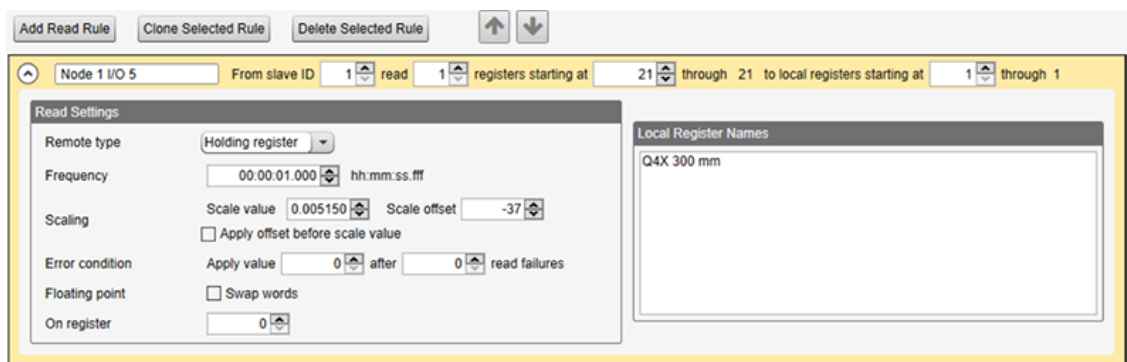 Add Read Rule Clone Selected Rule Delete Selected Rule
Node 1 I/O 5 From slave ID 1 read 1 registers starting at 21 through 21 to local registers starting at 1 through 1
Read Settings
Remote type Holding register
Frequency 00:00:01.000 hh:mm:ss.fff
Scaling Scale value 0.005150 Scale offset -37
Apply offset before scale value
Error condition Apply value 0 after 0 read failures
Floating point Swap words
On register 0
Local Register Names
Q4X 300 mm